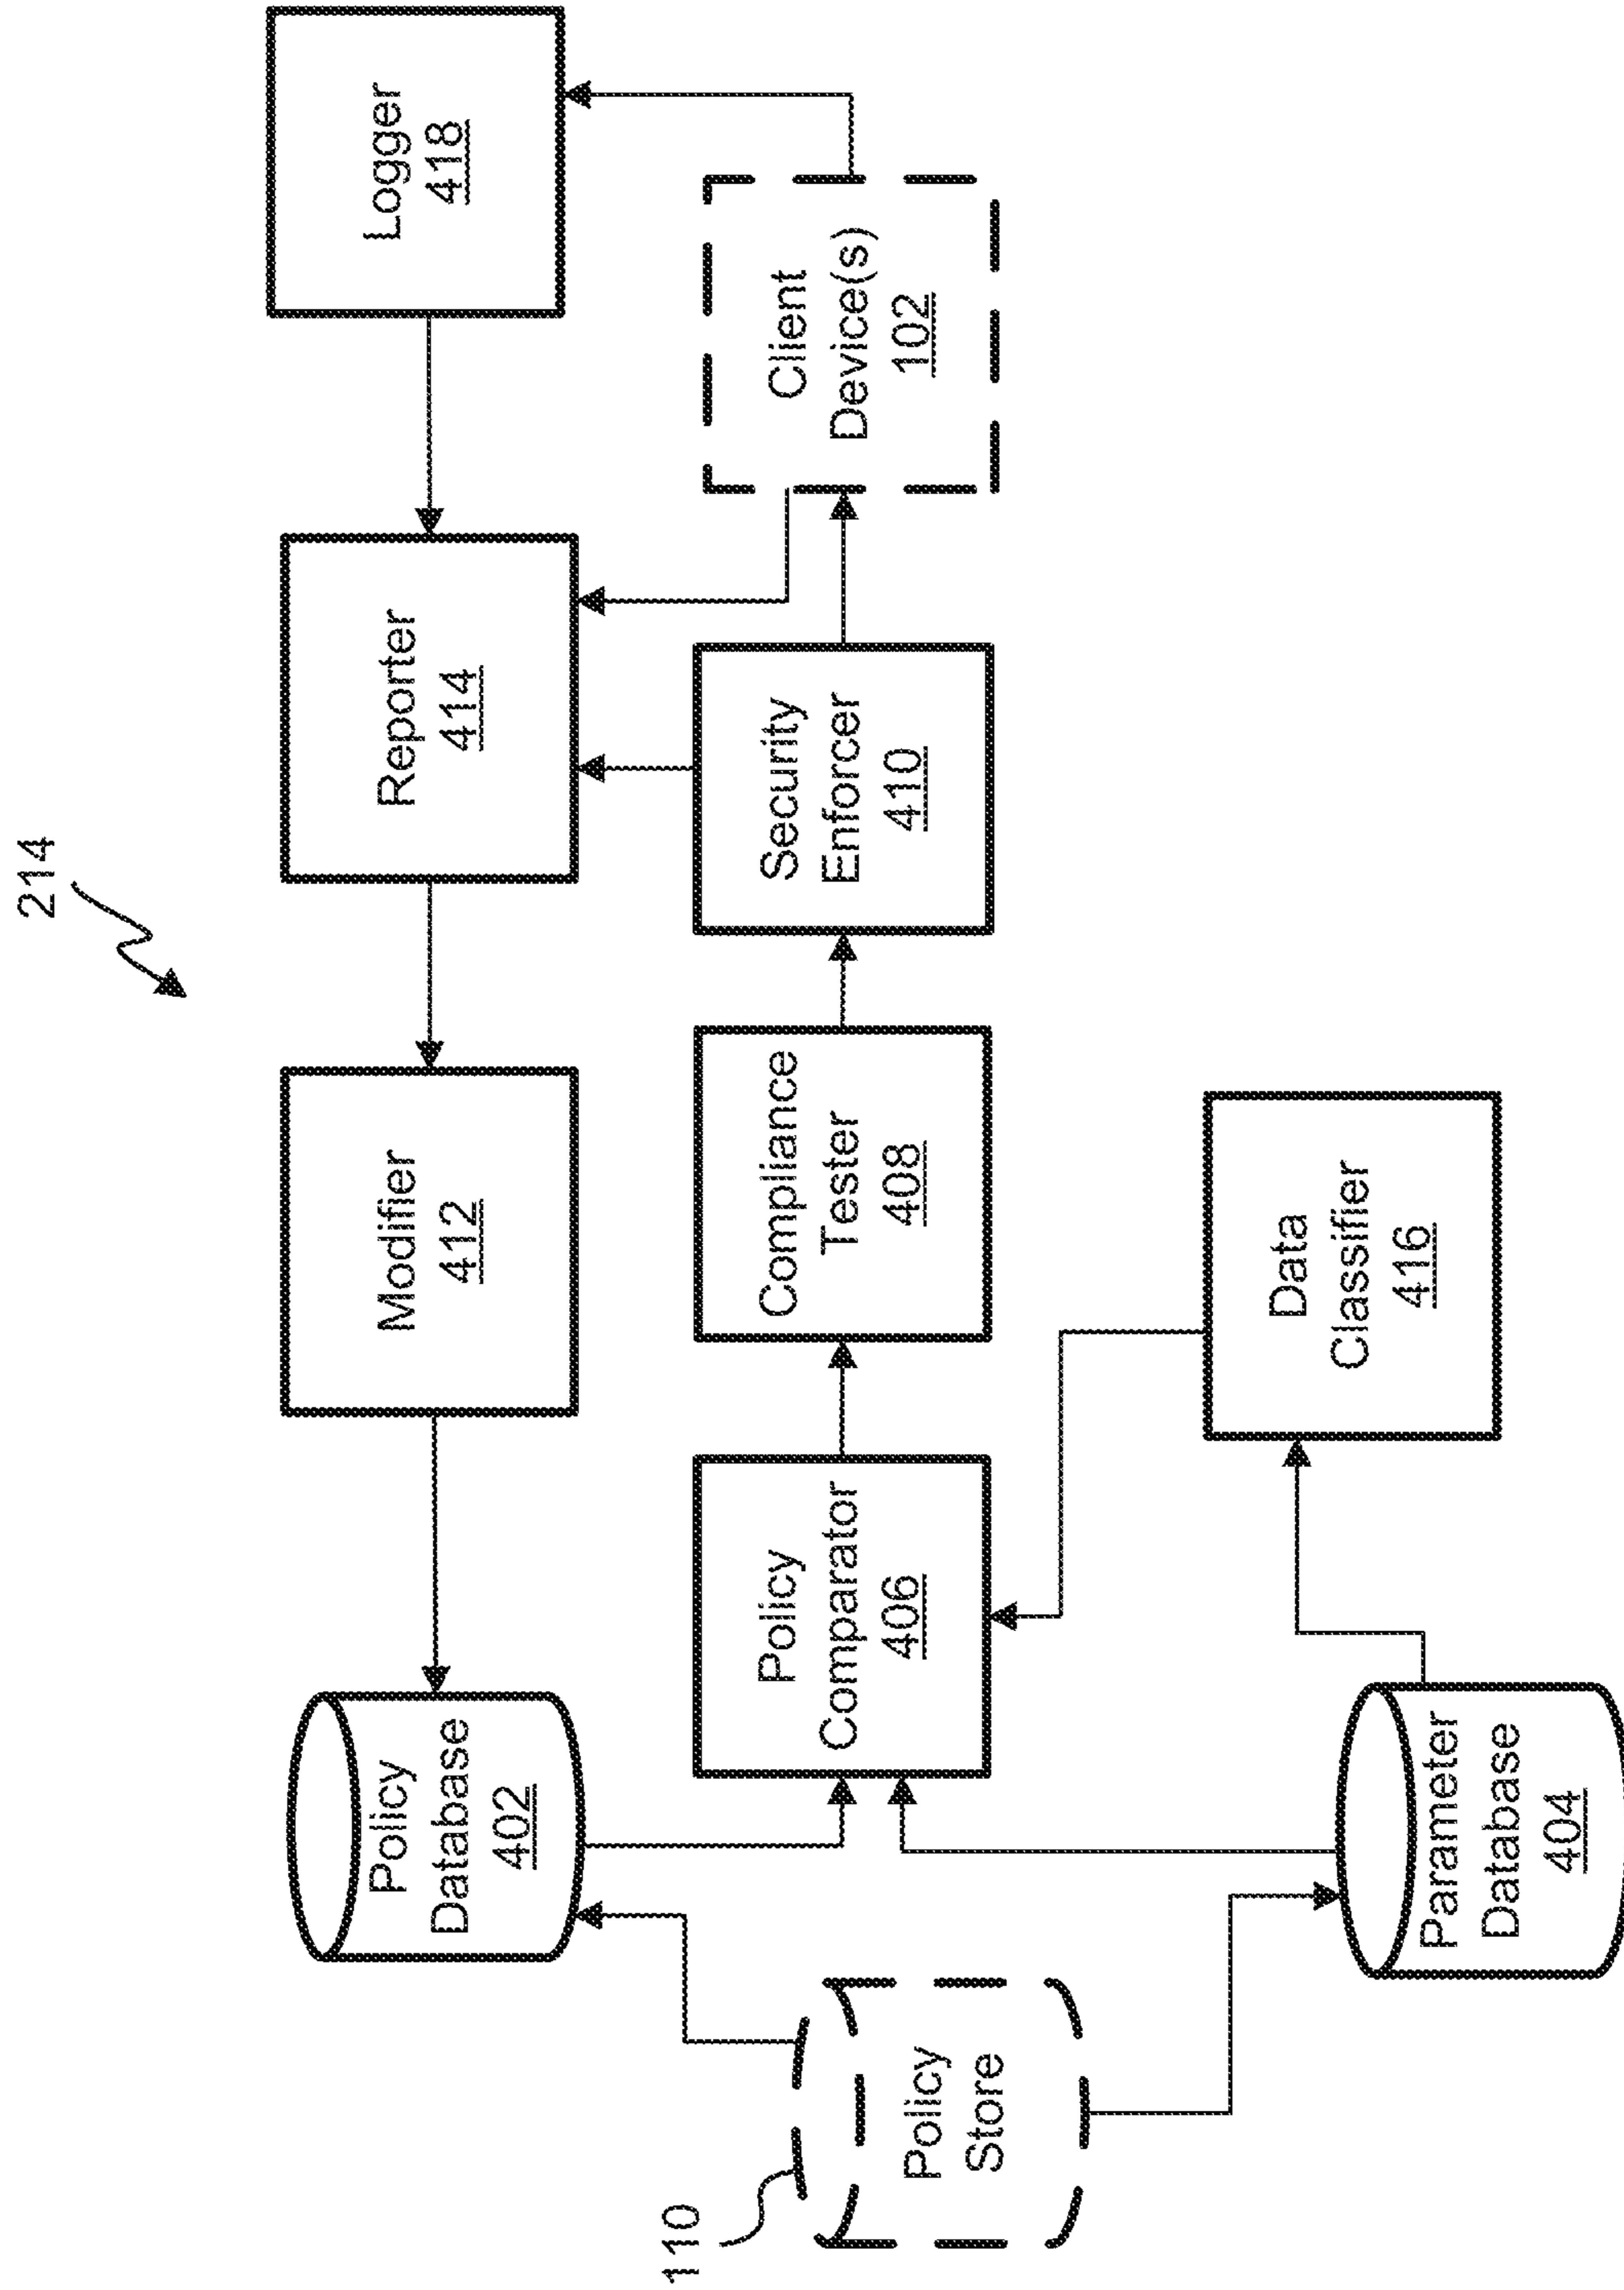 214
Policy
Database
402
Modifier
412
Reporter
414
Logger
418
110
Policy
Store
Policy
Comparator
406
Compliance
Tester
408
Security
Enforcer
410
Client
Device(s)
102
Parameter
Database
404
Data
Classifier
416